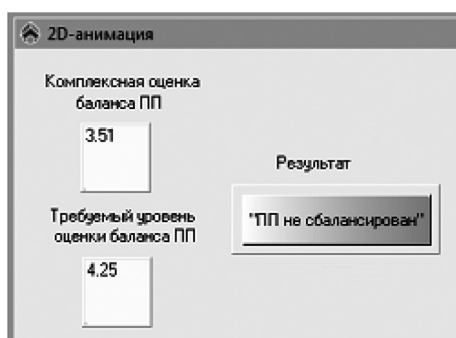 2D-анимация
Комплексная оценка
баланса ПП
3.51
Результат
"ПП не сбалансирован"
Требуемый уровень
оценки баланса ПП
4.25